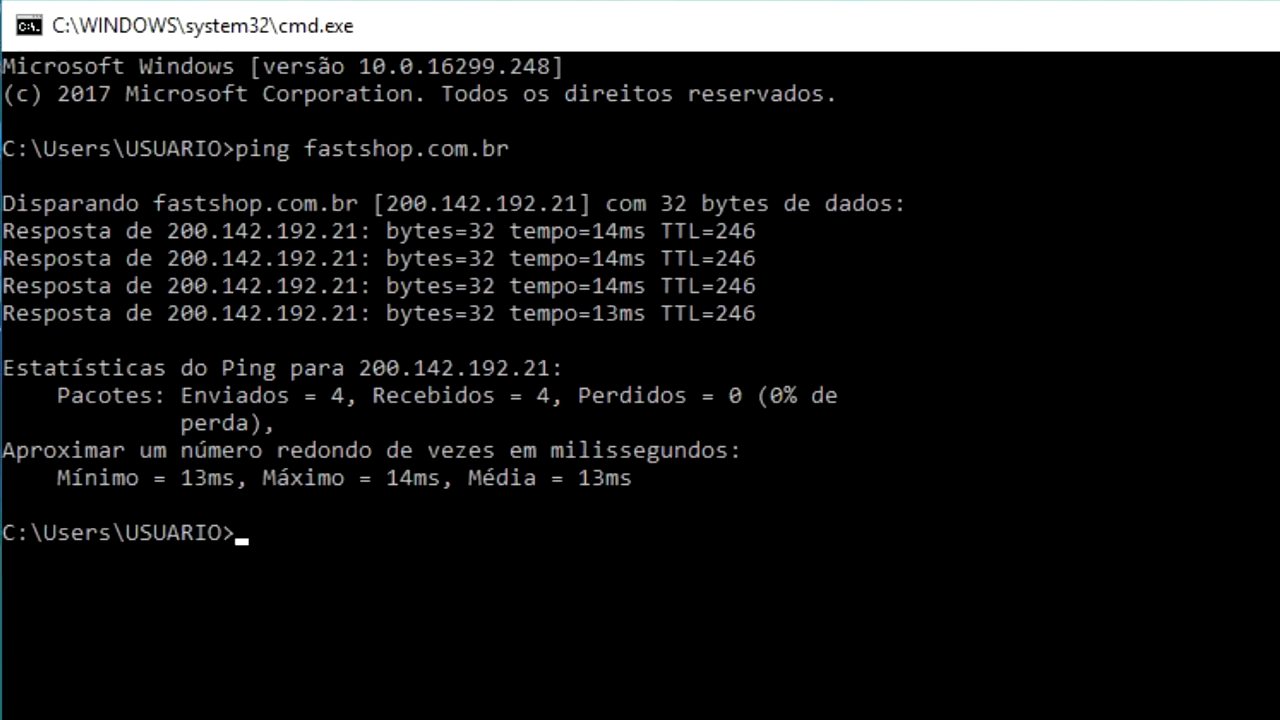 C:\WINDOWS\system32\cmd.exe
Microsoft Windows [versão 10.0.16299.248]
(c) 2017 Microsoft Corporation. Todos os direitos reservados.
C:\Users\USUARIO>ping fastshop.com.br
Disparando fastshop.com.br [200.142.192.21] com 32 bytes de dados:
Resposta de 200.142.192.21: bytes=32 tempo=14ms TTL=246
Resposta de 200.142.192.21: bytes=32 tempo=14ms TTL=246
Resposta de 200.142.192.21: bytes=32 tempo=14ms TTL=246
Resposta de 200.142.192.21: bytes=32 tempo=13ms TTL=246
Estatísticas do Ping para 200.142.192.21:
Pacotes: Enviados = 4, Recebidos = 4, Perdidos = 0 (0% de
perda),
Aproximar um número redondo de vezes em milissegundos:
Mínimo = 13ms, Máximo = 14ms, Média = 13ms
C:\Users\USUARIO>